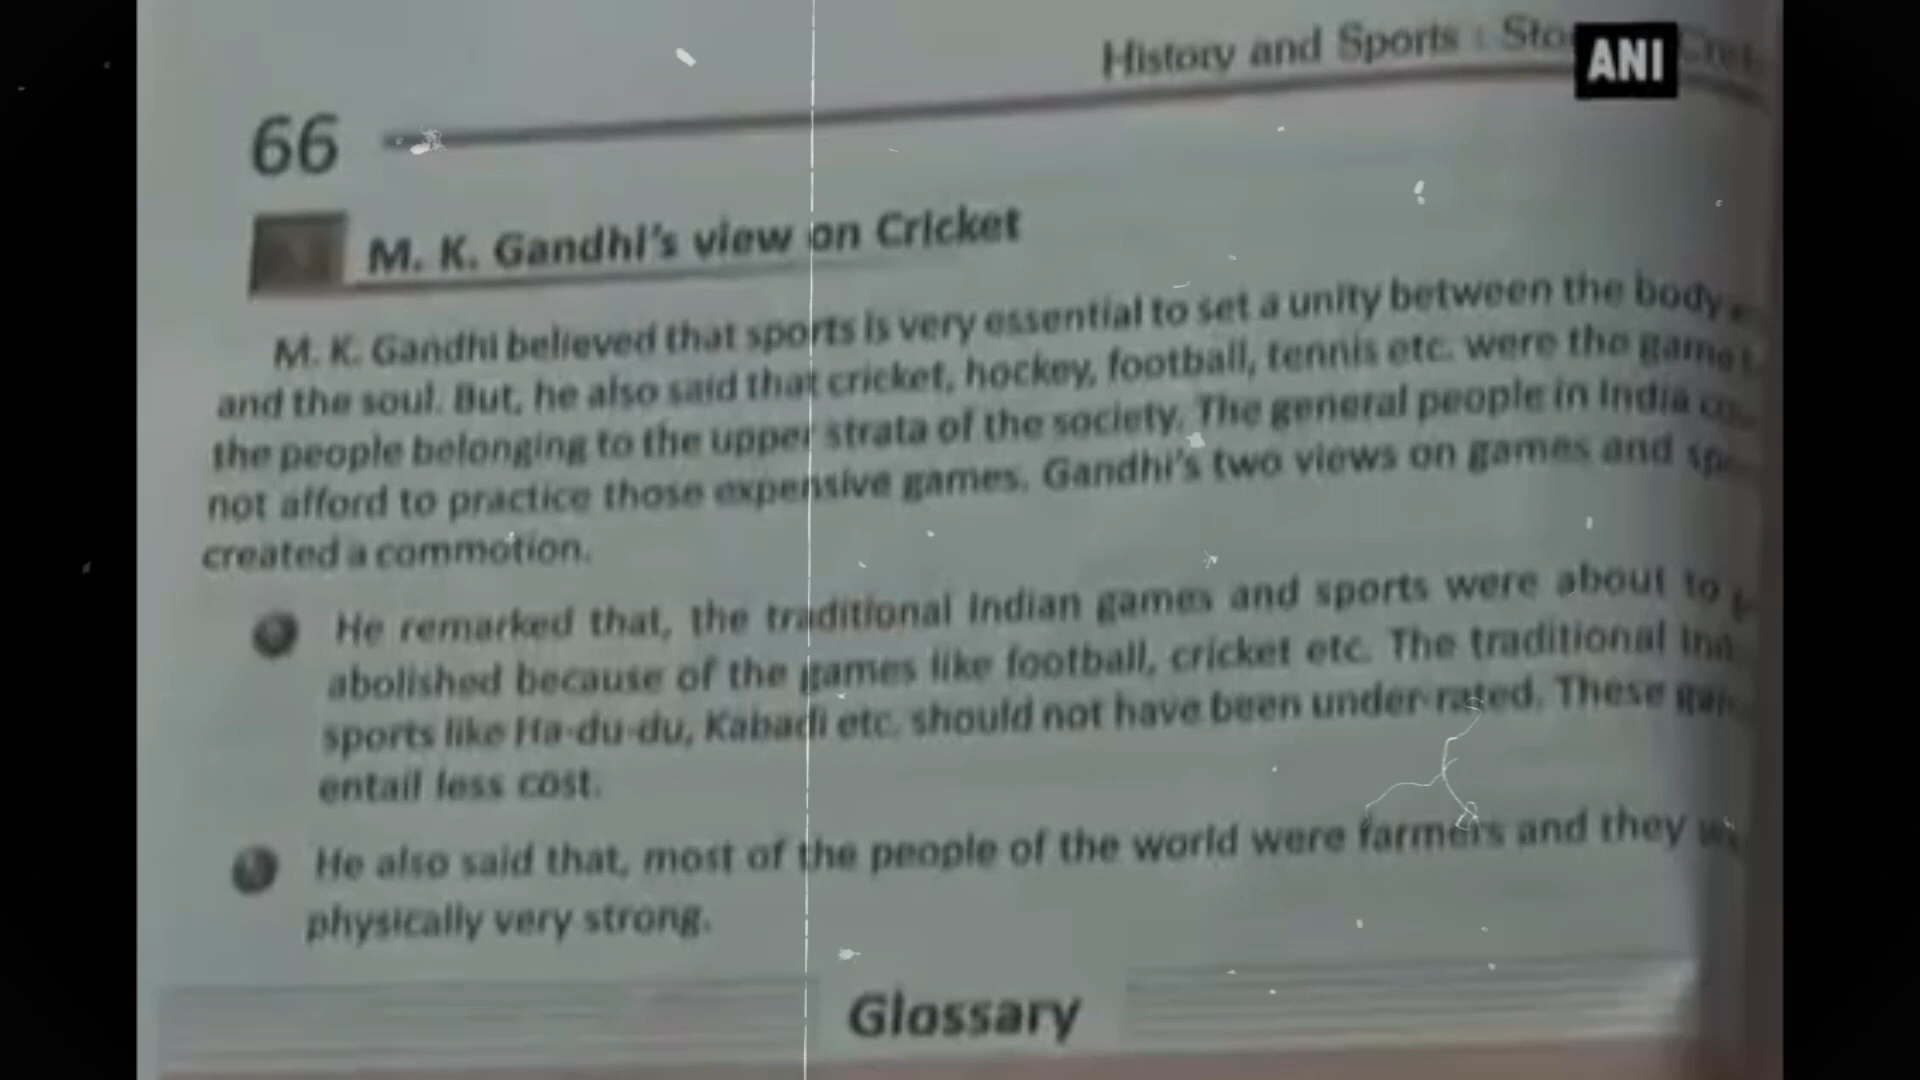 History and Sports : Sto
ANI
66
M. K. Gandhi's view on Cricket
M. K. Gandhi believed that sports is very essential to set a unity between the body
and the soul. But, he also said that cricket, hockey, football, tennis etc. were the
the people belonging to the upper strata of the society. The general people in India
not afford to practice those expensive games. Gandhi's two views on games and
created a commotion.
He remarked that, the traditional Indian games and sports were about to
abolished because of the games like football, cricket etc. The traditional
sports like Ha-du-du, Kabadi etc. should not have been under-rated. These
entail less cost.
He also said that, most of the people of the world were farmers and they
physically very strong.
Glossary